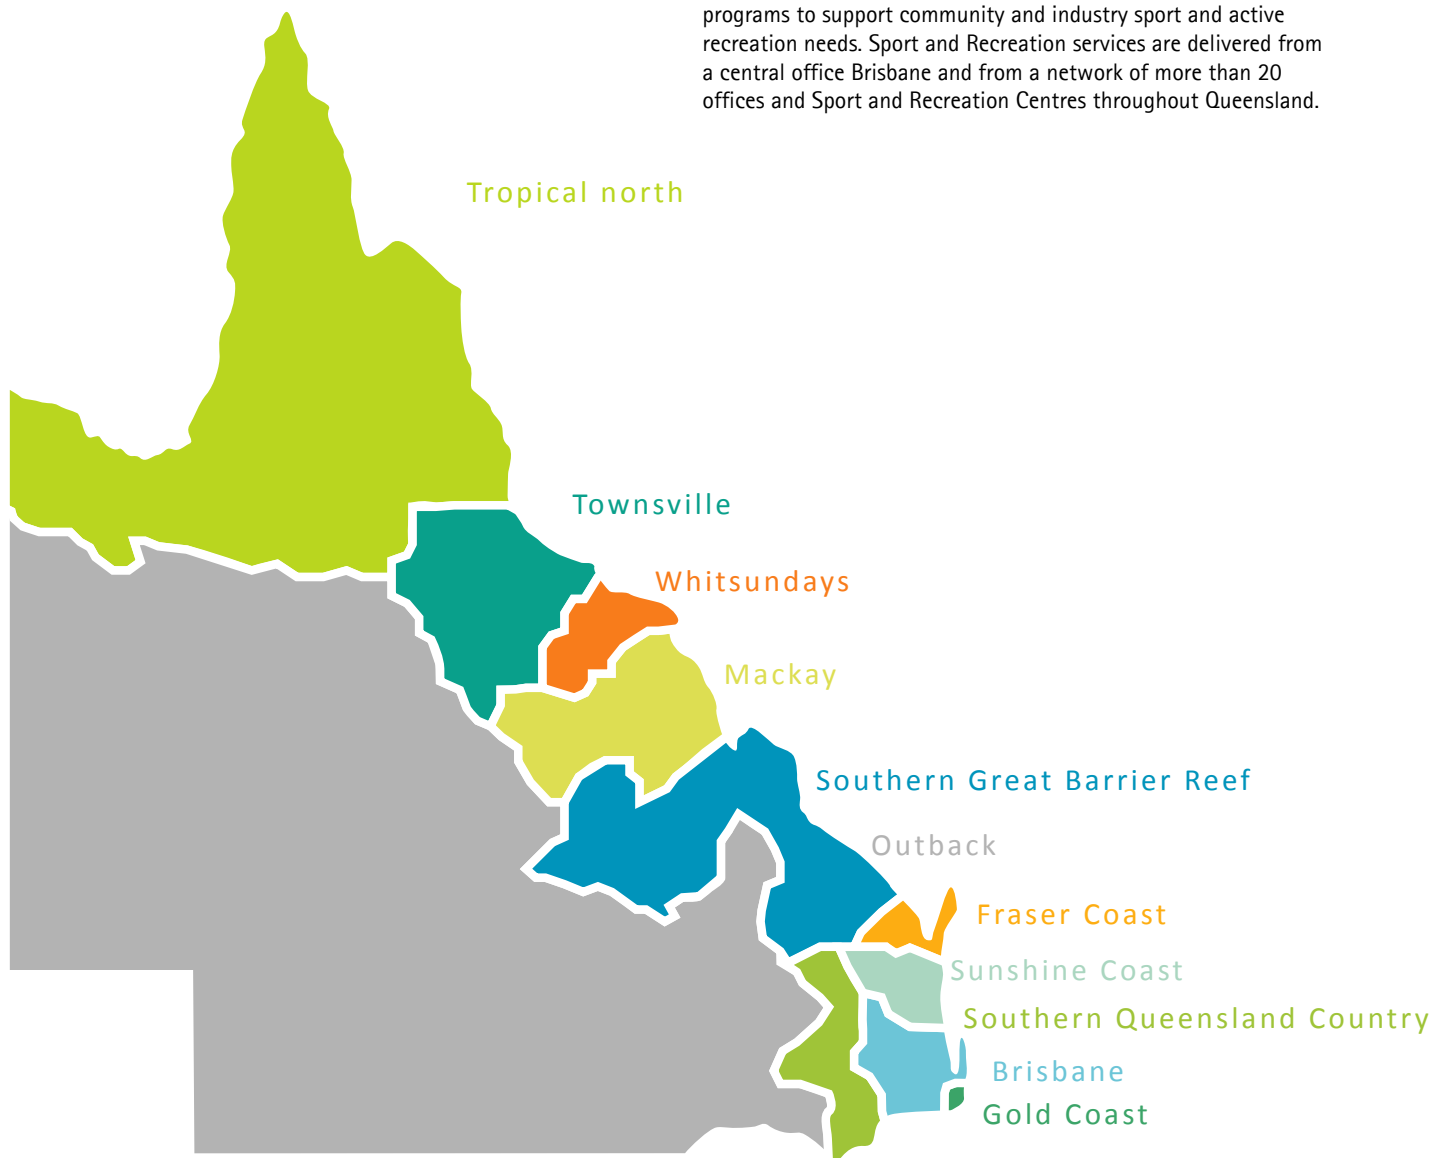 programs to support community and industry sport and active
recreation needs. Sport and Recreation services are delivered from
a central office Brisbane and from a network of more than 20
offices and Sport and Recreation Centres throughout Queensland.
Tropical north
Townsville
Whitsundays
Mackay
Southern Great Barrier Reef
Outback
Fraser Coast
Sunshine Coast
Southern Queensland Country
Brisbane
Gold Coast